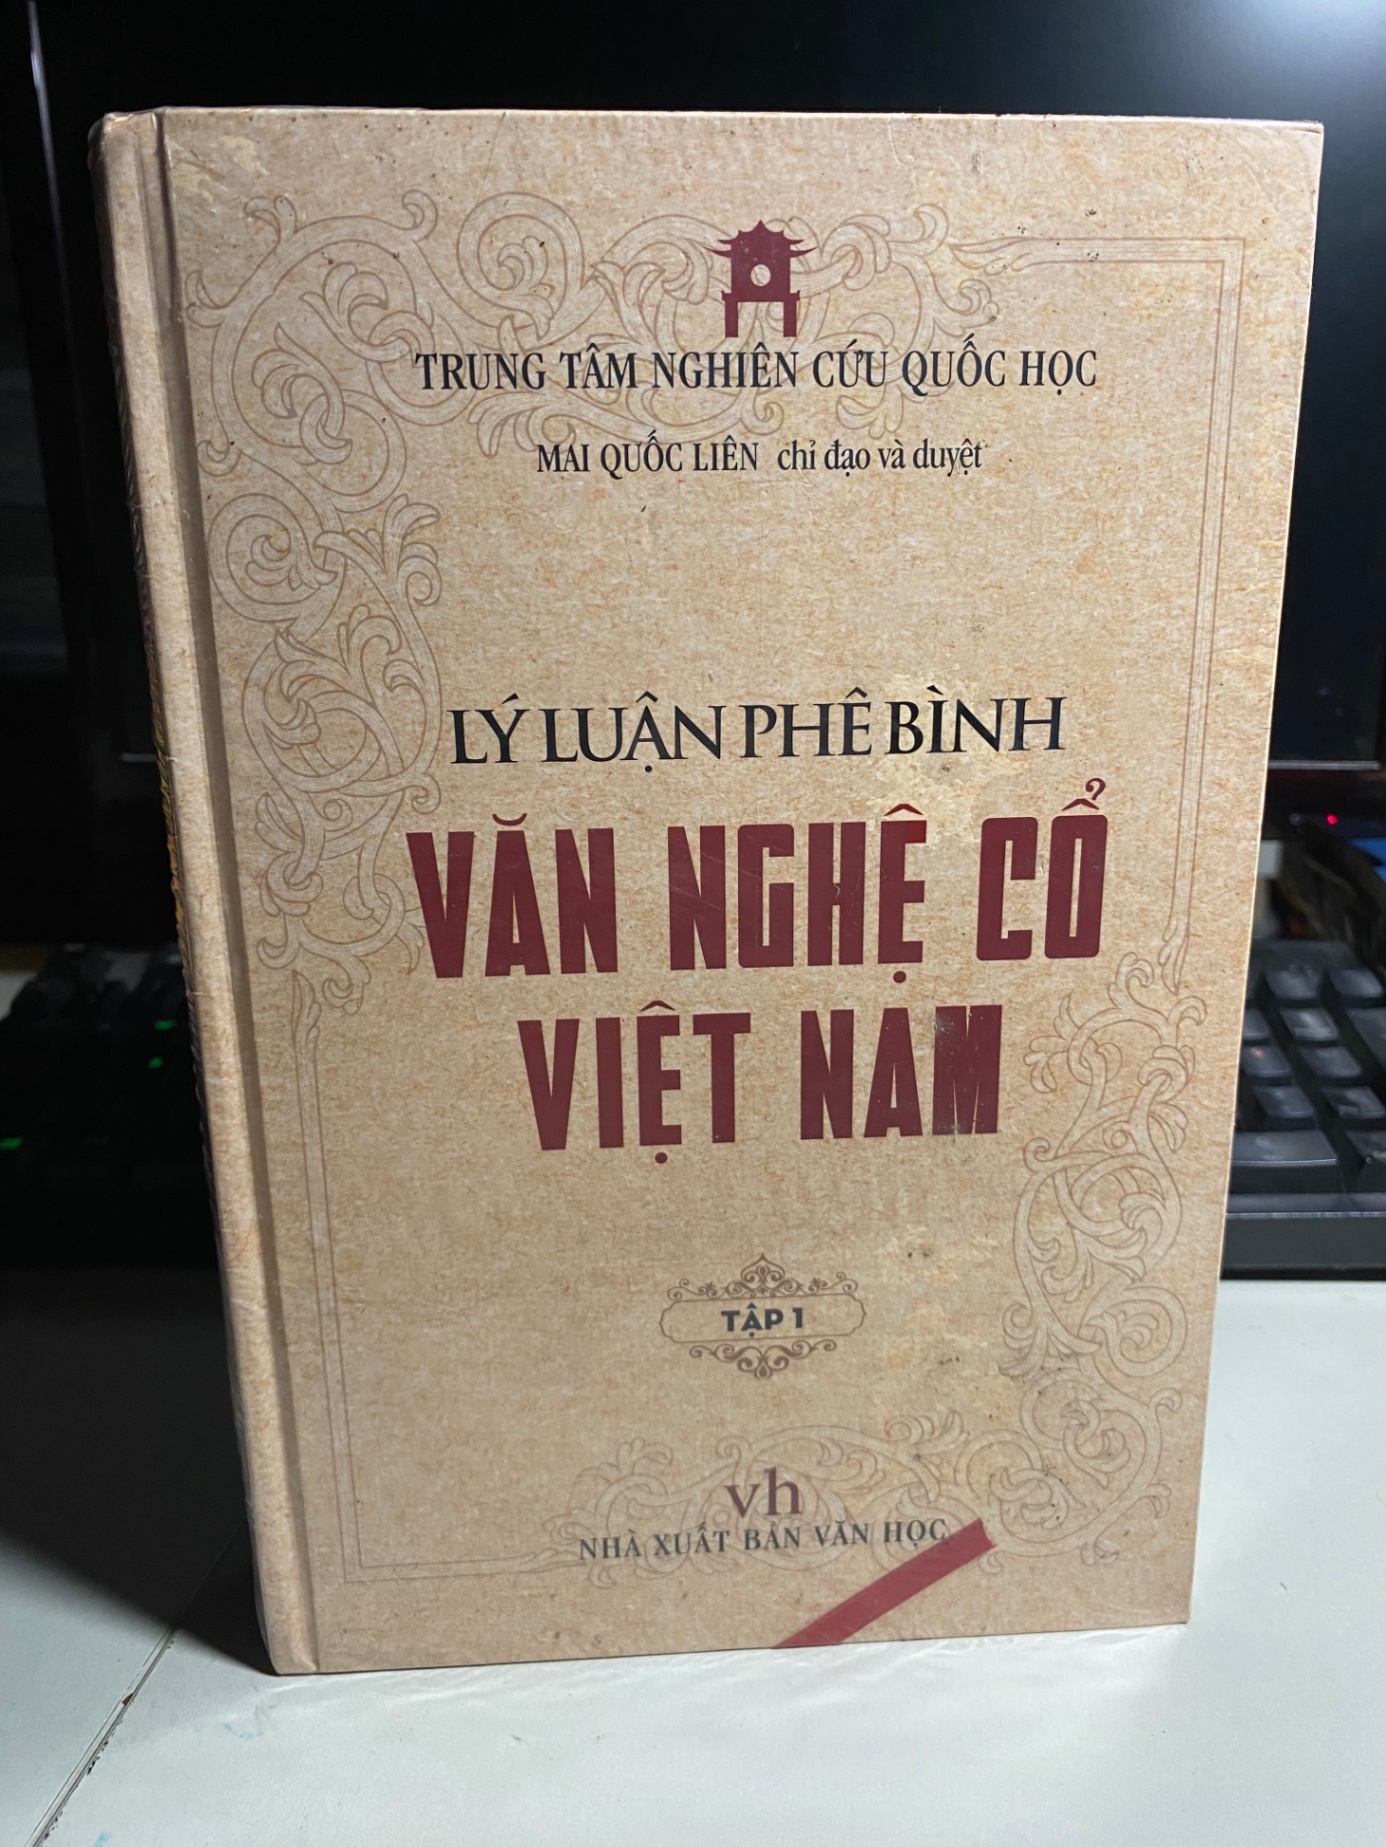 TRUNG TÂM NGHIÊN CỨU QUỐC HỌC
MAI QUỐC LIÊN chỉ đạo và duyệt
LÝ LUẬN PHÊ BÌNH
VĂN NGHỆ CỔ
VIỆT NAM
TẬP 1
vh
NHÀ XUẤT BẢN VĂN HỌC